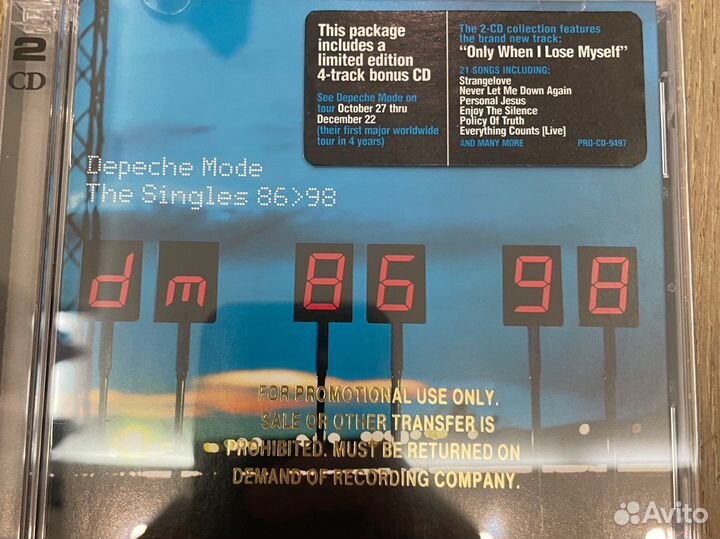 2
CD
This package
includes a
limited edition
4-track bonus CD
See Depeche Mode on
tour October 27 thru
December 22
(their first major worldwide
tour in 4 years)
The 2-CD collection features
the brand new track:
“Only When I Lose Myself”
21 SONGS INCLUDING:
Strangelove
Never Let Me Down Again
Personal Jesus
Enjoy The Silence
Policy Of Truth
Everything Counts [Live]
AND MANY MORE PRO-CD-9497
Depeche Mode
The Singles 86>98
dm 86 98
FOR PROMOTIONAL USE ONLY.
SALE OR OTHER TRANSFER IS
PROHIBITED. MUST BE RETURNED ON
DEMAND OF RECORDING COMPANY.
Avito